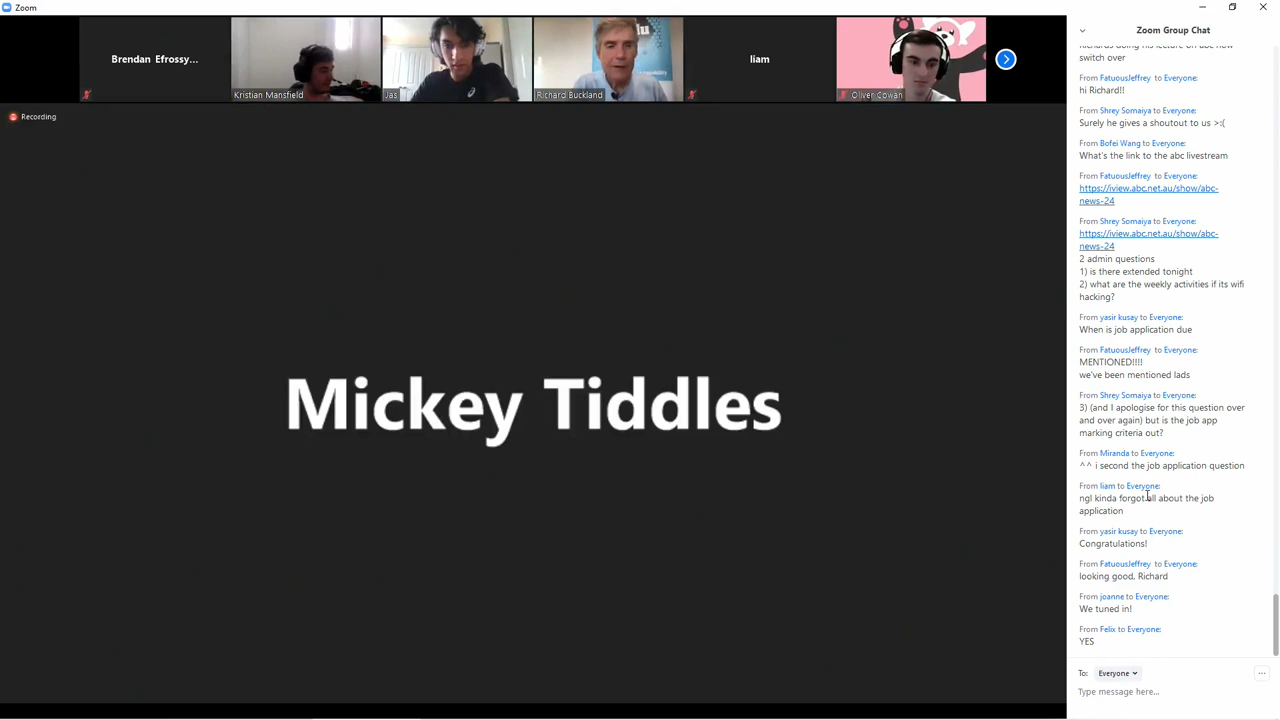 Zoom
Brendan Efrossy...
Kristian Mansfield
Jas
Richard Buckland
liam
Oliver Cowan
Recording
Mickey Tiddles
Zoom Group Chat
switch over
From FatuousJeffrey to Everyone:
hi Richard!!
From Shrey Somaiya to Everyone:
Surely he gives a shoutout to us >:(
From Bofei Wang to Everyone:
What's the link to the abc livestream
From FatuousJeffrey to Everyone:
https://iview.abc.net.au/show/abc-
news-24
From Shrey Somaiya to Everyone:
https://iview.abc.net.au/show/abc-
news-24
2 admin questions
1) is there extended tonight
2) what are the weekly activities if its wifi
hacking?
From yasir kusay to Everyone:
When is job application due
From FatuousJeffrey to Everyone:
MENTIONED!!!!
we've been mentioned lads
From Shrey Somaiya to Everyone:
3) (and I apologise for this question over
and over again) but is the job app
marking criteria out?
From Miranda to Everyone:
^^ i second the job application question
From liam to Everyone:
ngl kinda forgot all about the job
application
From yasir kusay to Everyone:
Congratulations!
From FatuousJeffrey to Everyone:
looking good, Richard
From joanne to Everyone:
We tuned in!
From Felix to Everyone:
YES
To: Everyone
Type message here...